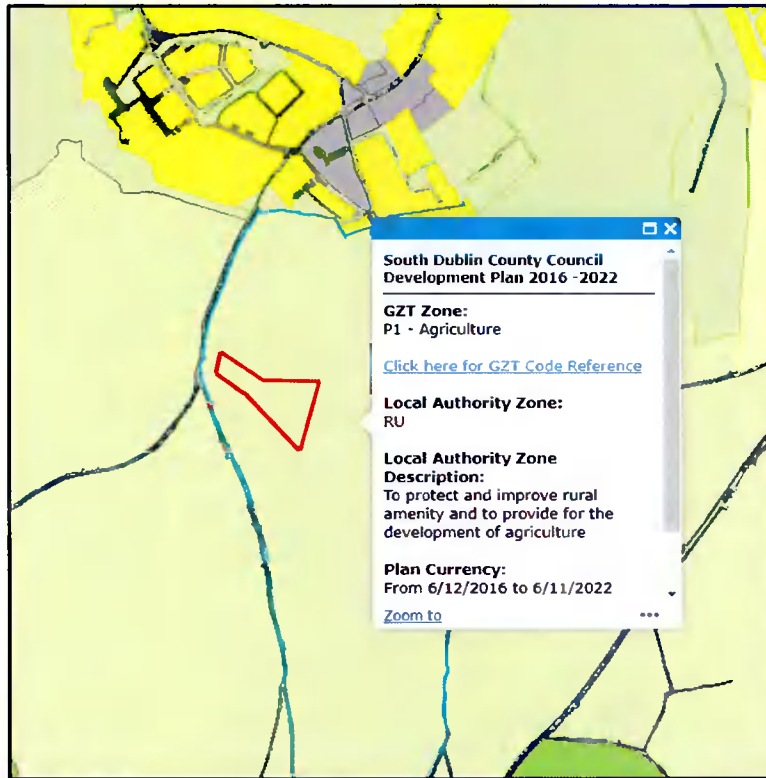 South Dublin County Council
Development Plan 2016 -2022
GZT Zone:
P1 - Agriculture
Click here for GZT Code Reference
Local Authority Zone:
RU
Local Authority Zone
Description:
To protect and improve rural
amenity and to provide for the
development of agriculture
Plan Currency:
From 6/12/2016 to 6/11/2022
Zoom to